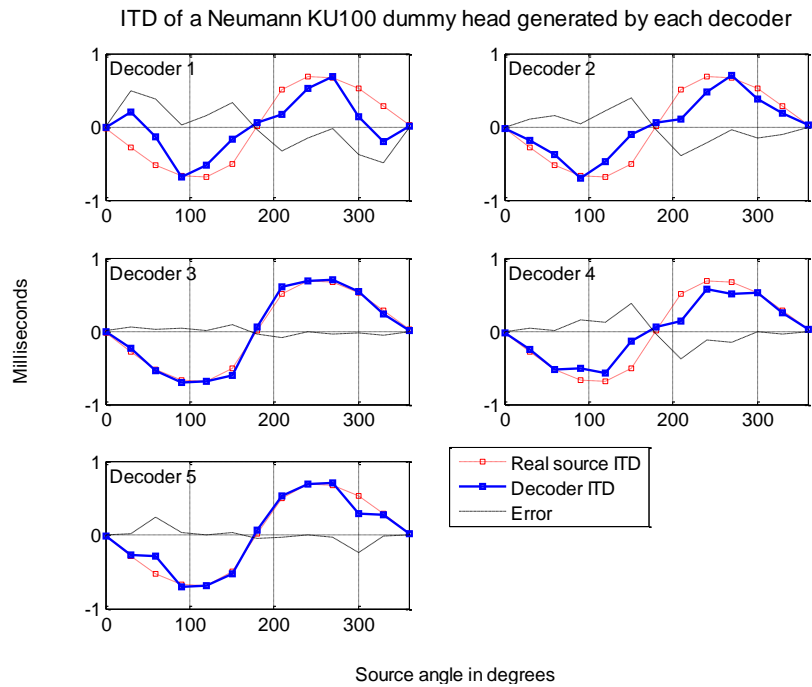 ITD of a Neumann KU100 dummy head generated by each decoder
Decoder 1
1
0
-1
0 100 200 300
Decoder 2
1
0
-1
0 100 200 300
Decoder 3
1
0
-1
0 100 200 300
Decoder 4
1
0
-1
0 100 200 300
Decoder 5
1
0
-1
0 100 200 300
Real source ITD
Decoder ITD
Error
Milliseconds
Source angle in degrees